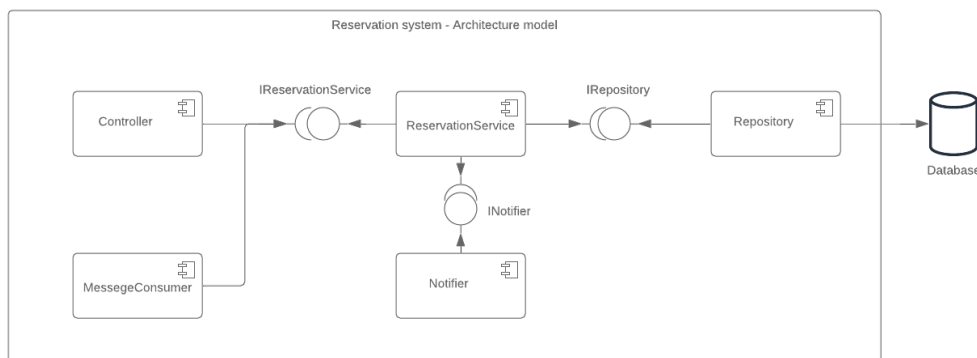 Reservation system - Architecture model
IReservationService
IRepository
Controller
ReservationService
Repository
Database
INotifier
MessegeConsumer
Notifier